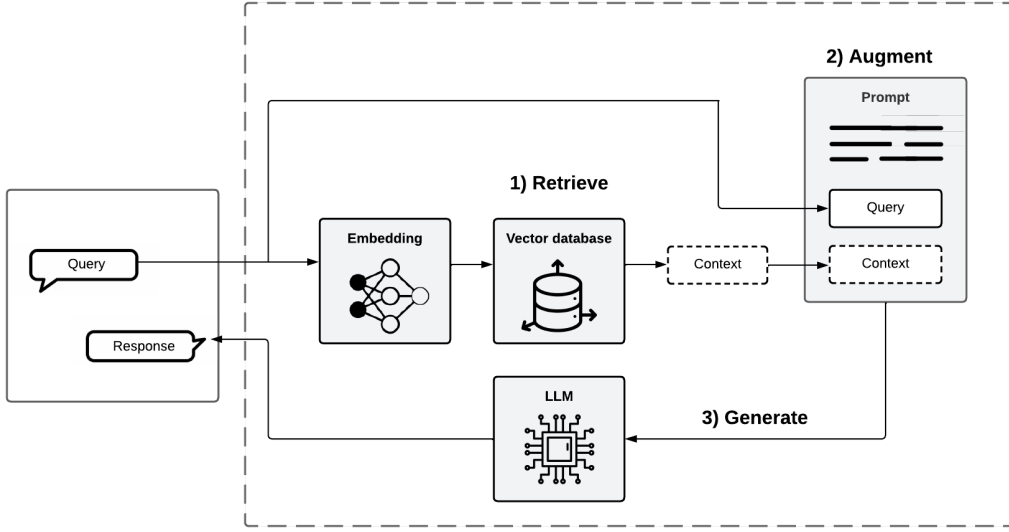 2) Augment
Prompt
1) Retrieve
Query
Embedding
Vector database
Query
Context
Context
Response
LLM
3) Generate